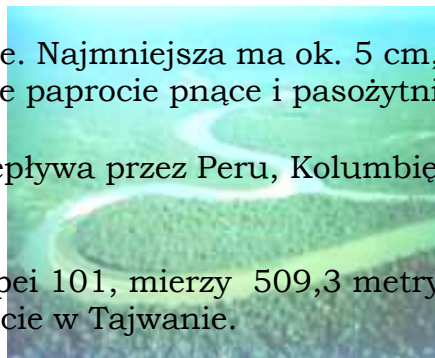 e. Najmniejsza ma ok. 5 cm,
e paprocie pnące i pasożytni
epływa przez Peru, Kolumbię
pei 101, mierzy  509,3 metry
cie w Tajwanie.